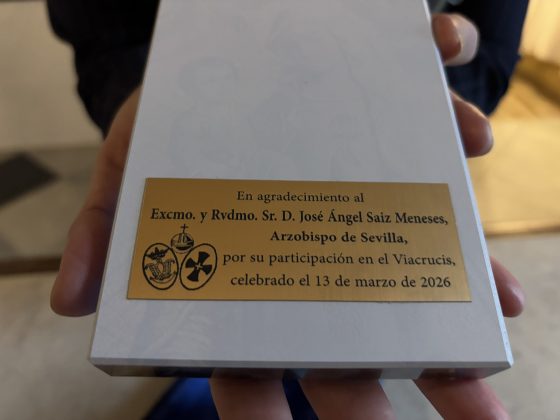 En agradecimiento al
Excmo. y Rvdmo. Sr. D. José Ángel Saiz Meneses,
Arzobispo de Sevilla,
por su participación en el Viacrucis,
celebrado el 13 de marzo de 2026